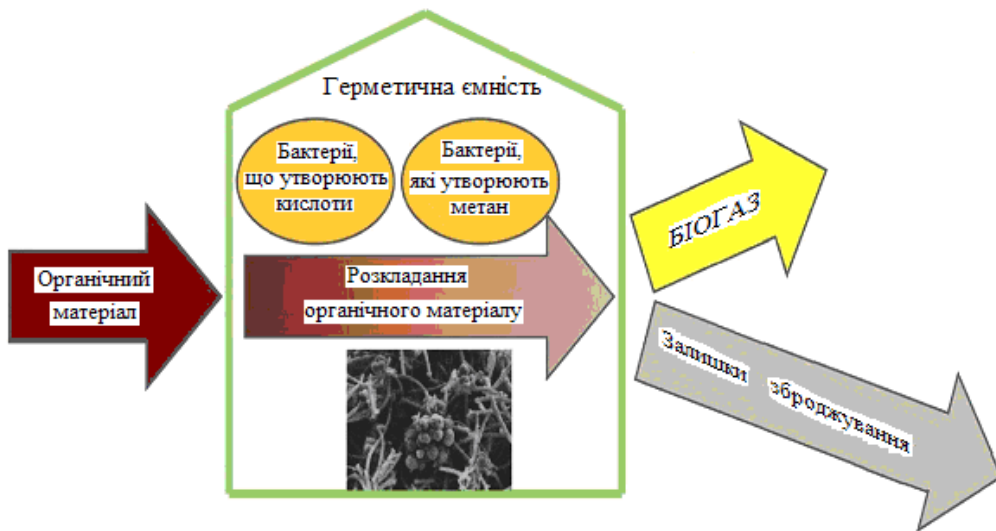 Герметична ємність
Бактерії,
що утворюють
кислоти
Бактерії,
які утворюють
метан
Органічний
матеріал
Розкладання
органічного матеріалу
БІОГАЗ
Залишки зброджування